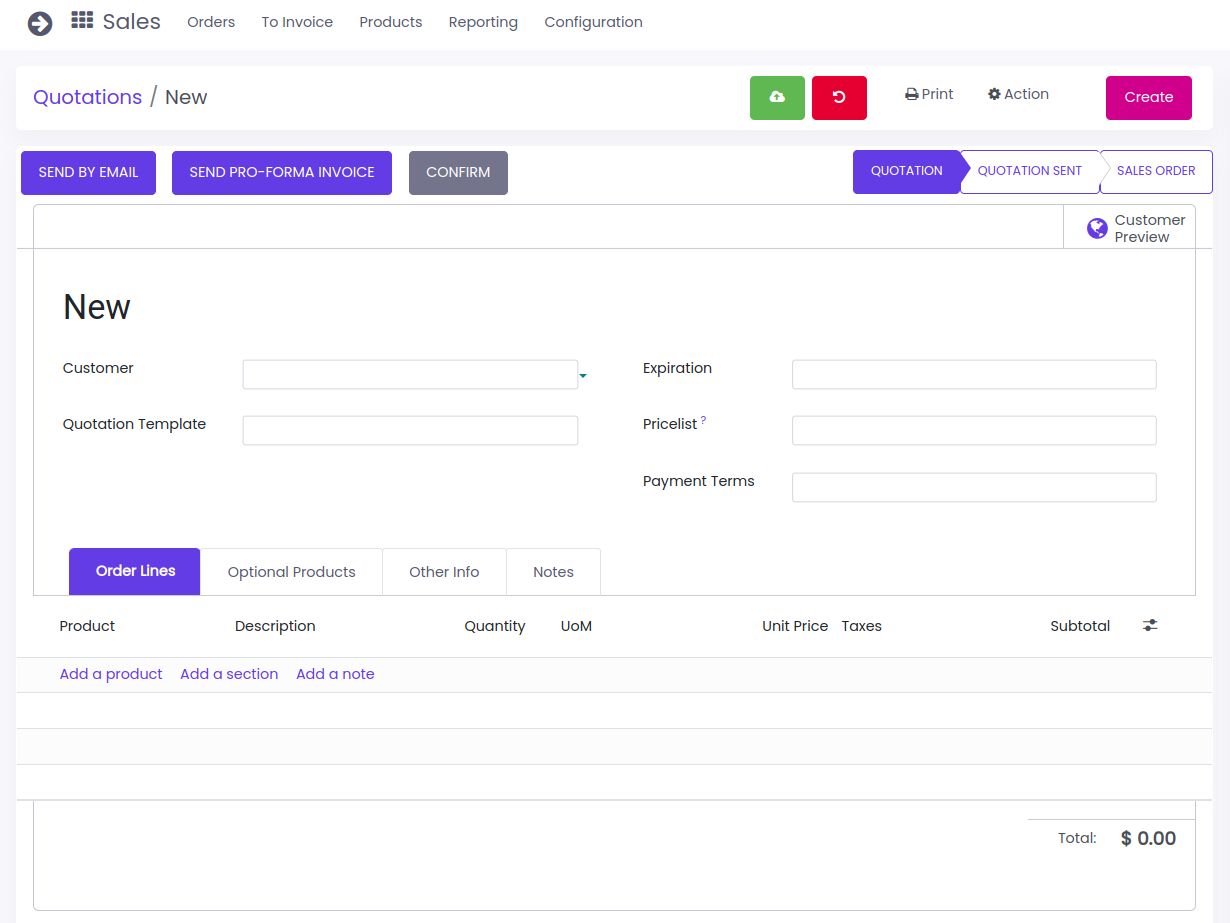 Sales Orders To Invoice Products Reporting Configuration
Quotations / New Print Action Create
SEND BY EMAIL SEND PRO-FORMA INVOICE CONFIRM QUOTATION QUOTATION SENT SALES ORDER
Customer
Preview
New
Customer Expiration
Quotation Template Pricelist ?
Payment Terms
Order Lines Optional Products Other Info Notes
Product Description Quantity UoM Unit Price Taxes Subtotal
Add a product Add a section Add a note
Total: $ 0.00